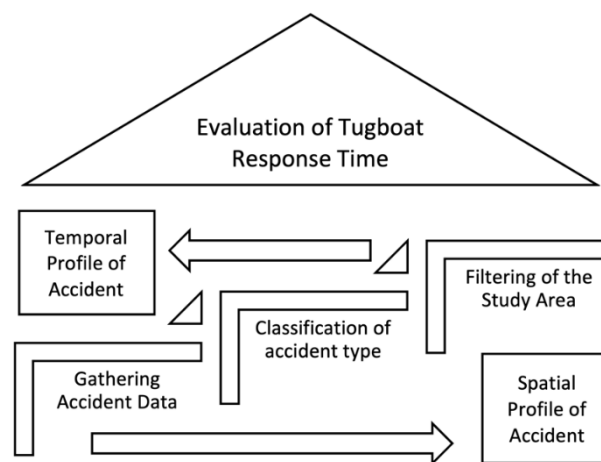 Evaluation of Tugboat
Response Time
Temporal
Profile of
Accident
Filtering of the
Study Area
Classification of
accident type
Gathering
Accident Data
Spatial
Profile of
Accident